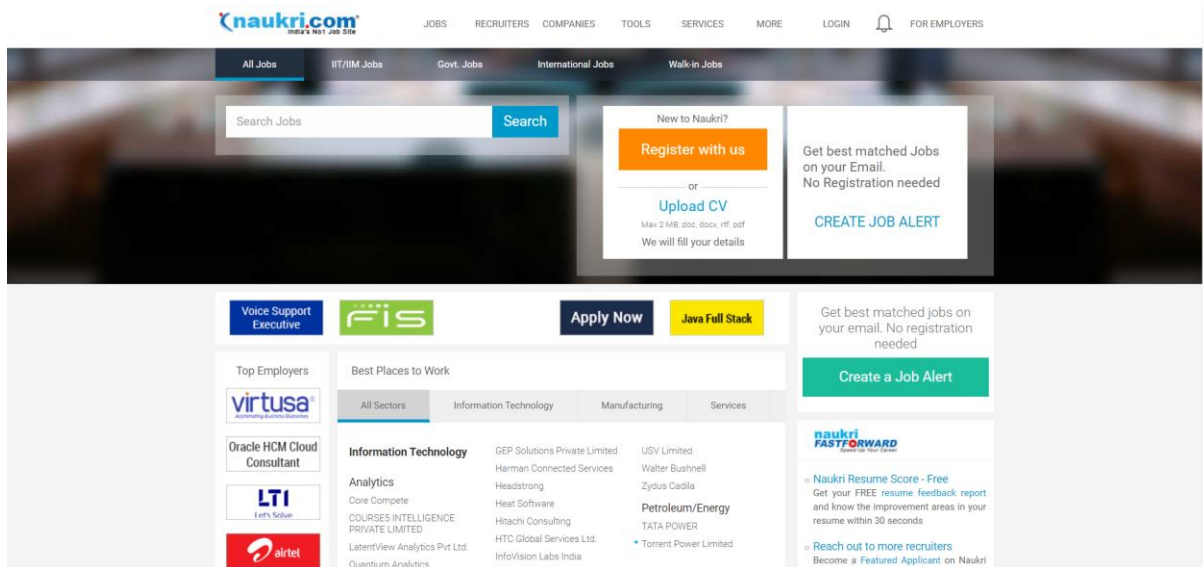 naukri.com
India's No1 Job Site
JOBS RECRUITERS COMPANIES TOOLS SERVICES MORE LOGIN FOR EMPLOYERS
All Jobs IIT/IIM Jobs Govt. Jobs International Jobs Walk-in Jobs
Search Jobs Search
New to Naukri?
Register with us
or
Upload CV
Max 2 MB, doc, docx, rtf, pdf
We will fill your details
Get best matched Jobs
on your Email.
No Registration needed
CREATE JOB ALERT
Voice Support
Executive
FIS
Apply Now
Java Full Stack
Get best matched jobs on
your email. No registration
needed
Create a Job Alert
Top Employers
virtusa
Accelerating Business Outcomes
Oracle HCM Cloud
Consultant
LTI
Let's Solve
airtel
Best Places to Work
All Sectors Information Technology Manufacturing Services
Information Technology
Analytics
Core Compete
COURSE5 INTELLIGENCE
PRIVATE LIMITED
LatentView Analytics Pvt Ltd
Quantium Analytics
GEP Solutions Private Limited
Harman Connected Services
Headstrong
Heat Software
Hitachi Consulting
HTC Global Services Ltd.
InfoVision Labs India
USV Limited
Walter Bushnell
Zydus Cadila
Petroleum/Energy
TATA POWER
Torrent Power Limited
naukri
FASTFORWARD
Speed Up Your Career
Naukri Resume Score - Free
Get your FREE resume feedback report
and know the improvement areas in your
resume within 30 seconds
Reach out to more recruiters
Become a Featured Applicant on Naukri